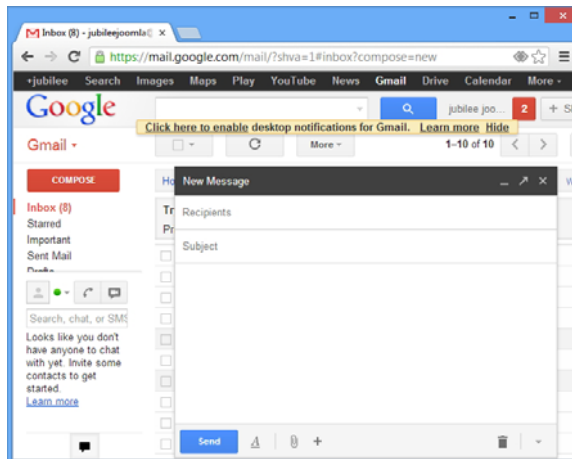 Inbox (8) - jubileejoomla@
https://mail.google.com/mail/?shva=1#inbox?compose=new
+jubilee Search Images Maps Play YouTube News Gmail Drive Calendar More
Google jubilee joo... 2 + S
Click here to enable desktop notifications for Gmail. Learn more Hide
Gmail More 1–10 of 10
COMPOSE
Ho New Message
Inbox (8)
Tr Recipients
Starred
Pr
Important
Subject
Sent Mail
Drafts
Search, chat, or SMS
Looks like you don't
have anyone to chat
with yet. Invite some
contacts to get
started.
Learn more
Send A